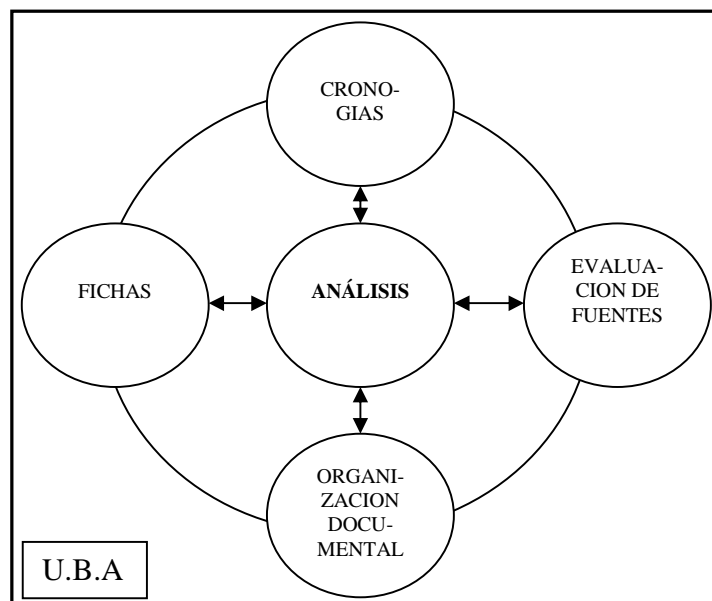 CRONO-
GIAS
FICHAS
ANÁLISIS
EVALUA-
CION DE
FUENTES
ORGANI-
ZACION
DOCU-
MENTAL
U.B.A